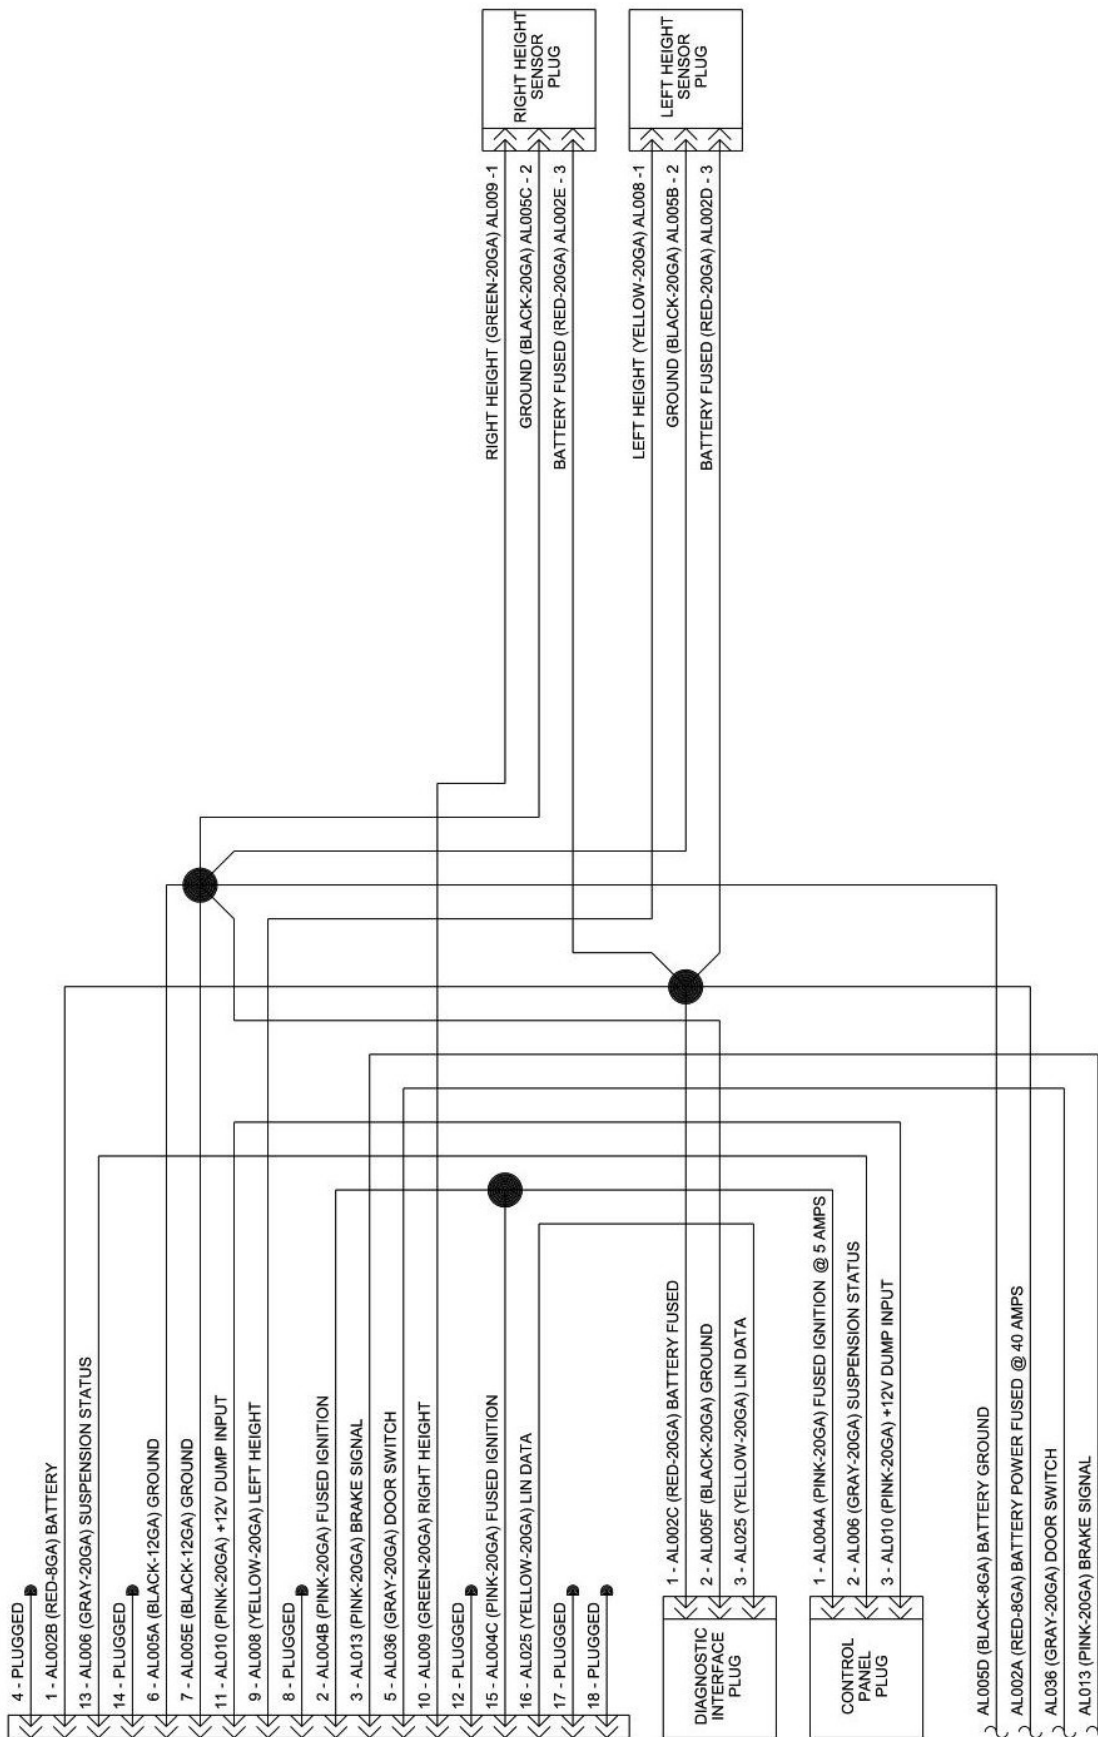 RIGHT HEIGHT
SENSOR
PLUG
LEFT HEIGHT
SENSOR
PLUG
RIGHT HEIGHT (GREEN-20GA) AL009 -1
GROUND (BLACK-20GA) AL005C - 2
BATTERY FUSED (RED-20GA) AL002E - 3
LEFT HEIGHT (YELLOW-20GA) AL008 -1
GROUND (BLACK-20GA) AL005B - 2
BATTERY FUSED (RED-20GA) AL002D - 3
4 - PLUGGED
1 - AL002B (RED-8GA) BATTERY
13 - AL006 (GRAY-20GA) SUSPENSION STATUS
14 - PLUGGED
6 - AL005A (BLACK-12GA) GROUND
7 - AL005E (BLACK-12GA) GROUND
11 - AL010 (PINK-20GA) +12V DUMP INPUT
9 - AL008 (YELLOW-20GA) LEFT HEIGHT
8 - PLUGGED
2 - AL004B (PINK-20GA) FUSED IGNITION
3 - AL013 (PINK-20GA) BRAKE SIGNAL
5 - AL036 (GRAY-20GA) DOOR SWITCH
10 - AL009 (GREEN-20GA) RIGHT HEIGHT
12 - PLUGGED
15 - AL004C (PINK-20GA) FUSED IGNITION
16 - AL025 (YELLOW-20GA) LIN DATA
17 - PLUGGED
18 - PLUGGED
1 - AL002C (RED-20GA) BATTERY FUSED
2 - AL005F (BLACK-20GA) GROUND
3 - AL025 (YELLOW-20GA) LIN DATA
DIAGNOSTIC
INTERFACE
PLUG
1 - AL004A (PINK-20GA) FUSED IGNITION @ 5 AMPS
2 - AL006 (GRAY-20GA) SUSPENSION STATUS
3 - AL010 (PINK-20GA) +12V DUMP INPUT
CONTROL
PANEL
PLUG
AL005D (BLACK-8GA) BATTERY GROUND
AL002A (RED-8GA) BATTERY POWER FUSED @ 40 AMPS
AL036 (GRAY-20GA) DOOR SWITCH
AL013 (PINK-20GA) BRAKE SIGNAL